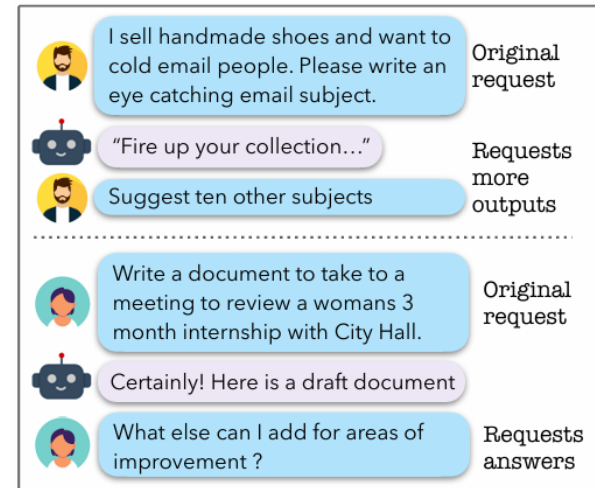 I sell handmade shoes and want to
cold email people. Please write an
eye catching email subject.
Original
request
“Fire up your collection...”
Suggest ten other subjects
Requests
more
outputs
Write a document to take to a
meeting to review a womans 3
month internship with City Hall.
Original
request
Certainly! Here is a draft document
What else can I add for areas of
improvement ?
Requests
answers